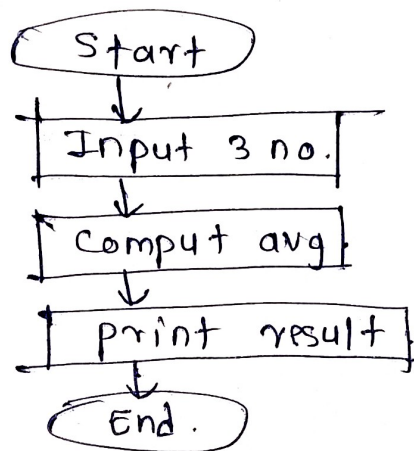 Start
Input 3 no.
Comput avg
print result
End.